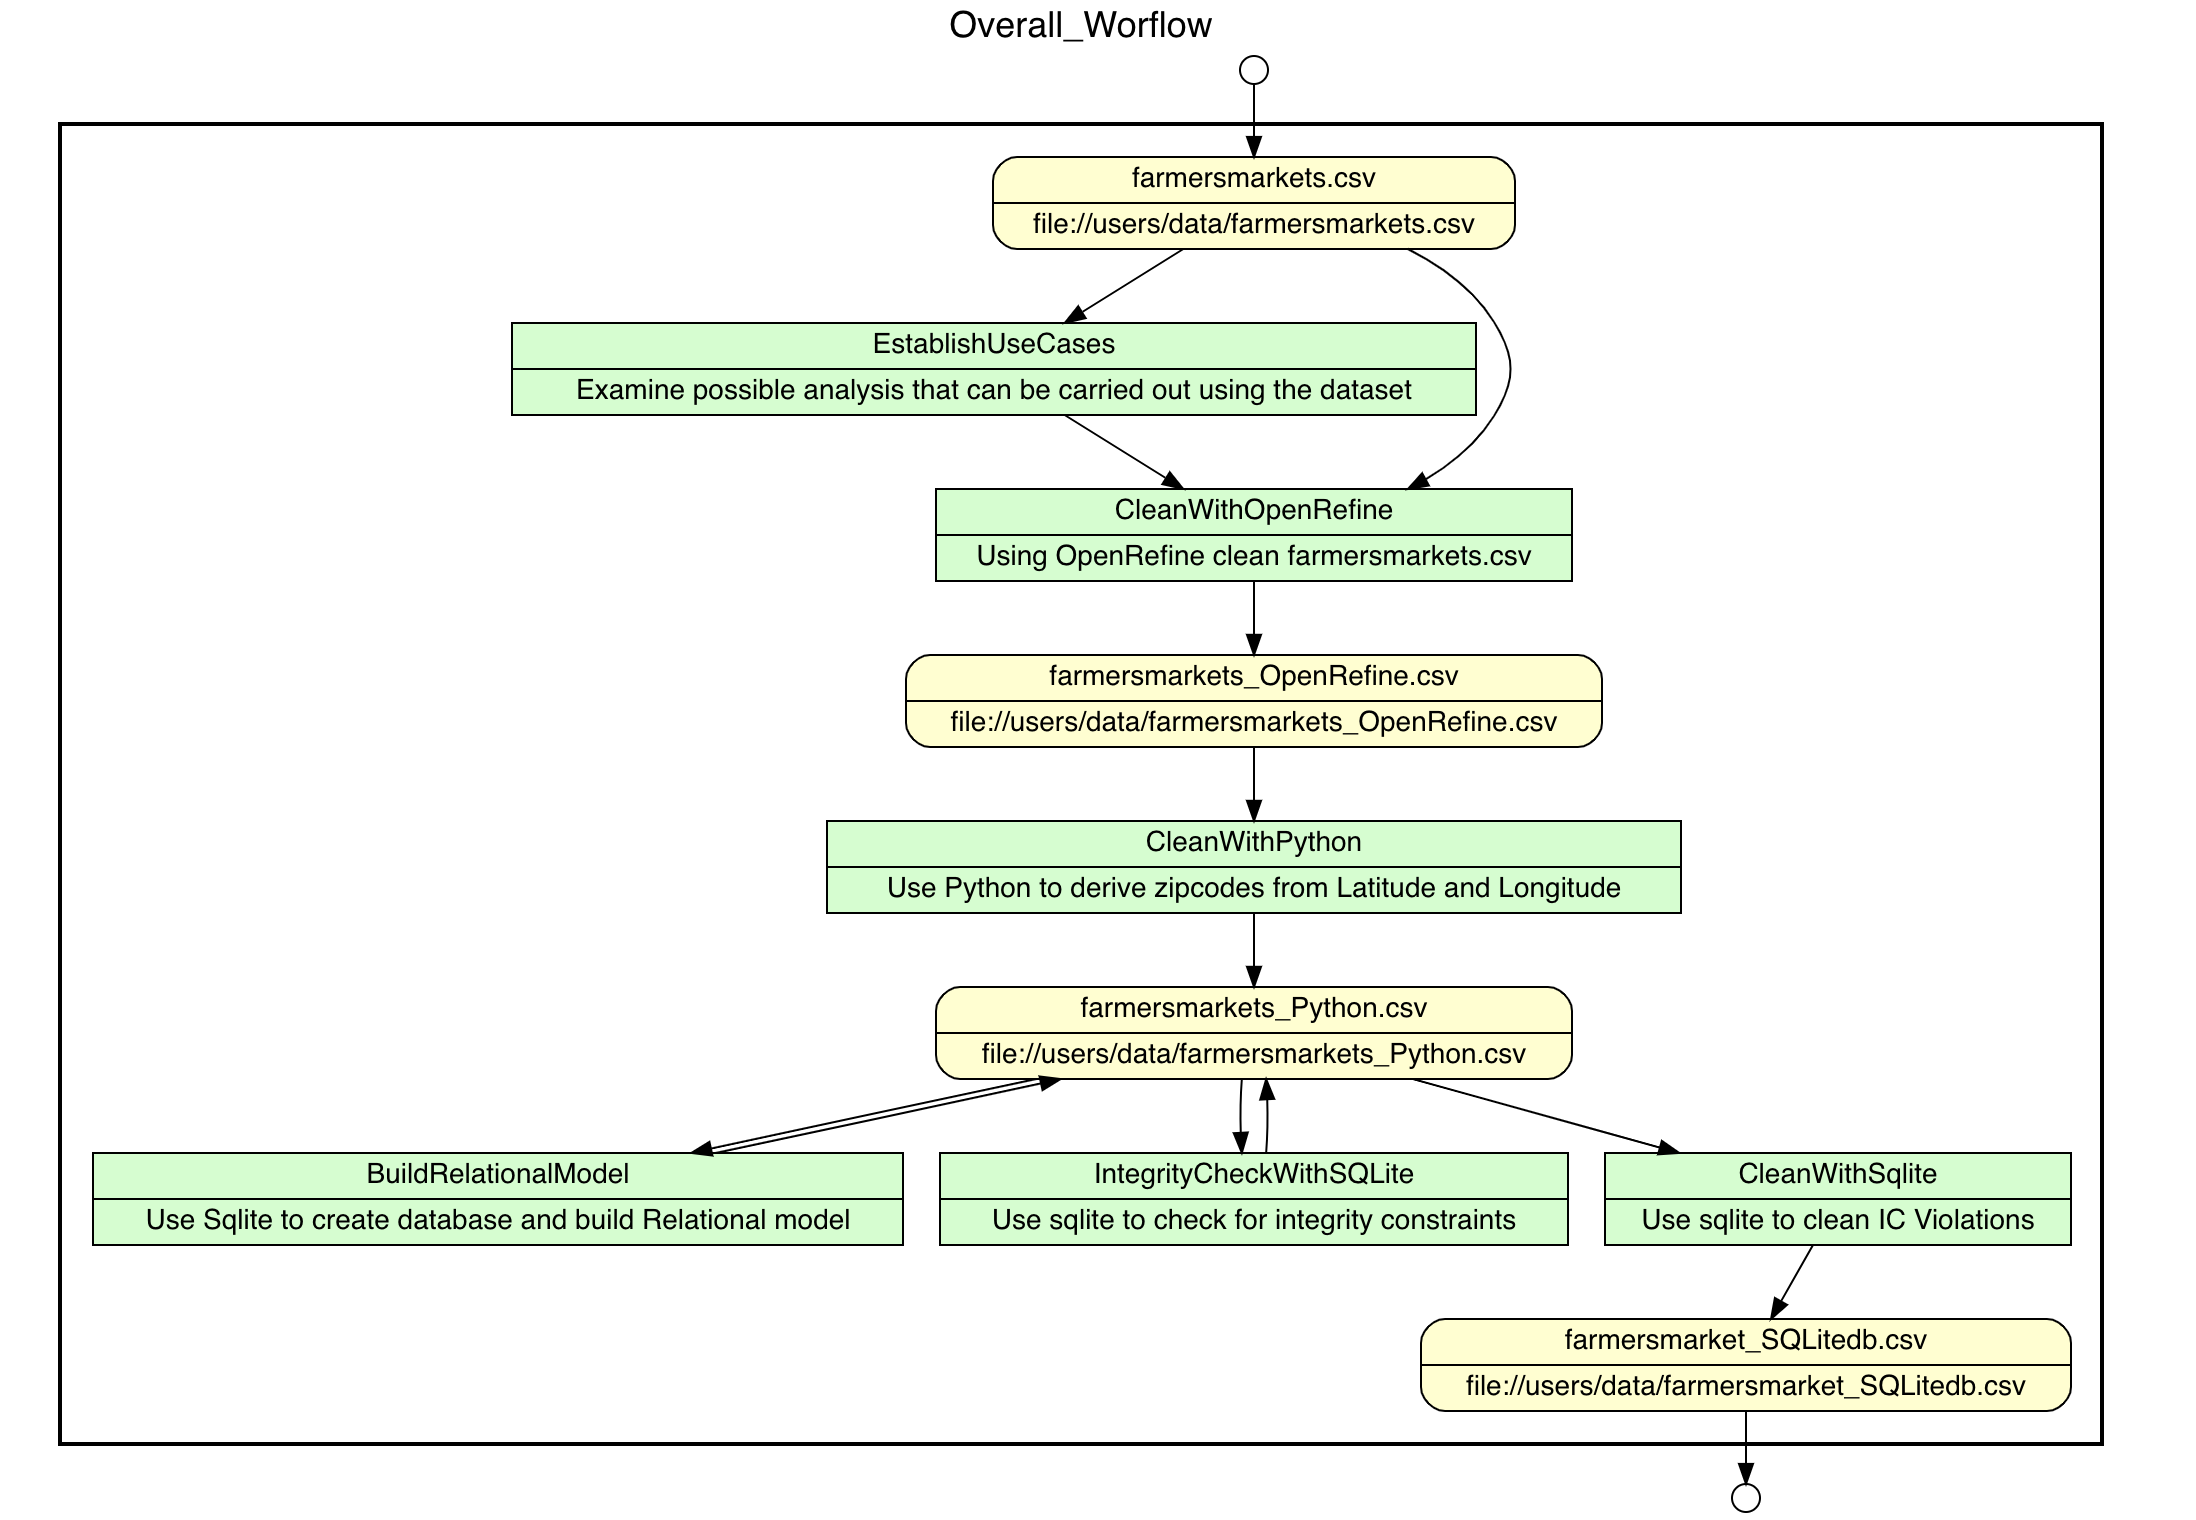 Overall_Worflow
farmersmarkets.csv
file://users/data/farmersmarkets.csv
EstablishUseCases
Examine possible analysis that can be carried out using the dataset
CleanWithOpenRefine
Using OpenRefine clean farmersmarkets.csv
farmersmarkets_OpenRefine.csv
file://users/data/farmersmarkets_OpenRefine.csv
CleanWithPython
Use Python to derive zipcodes from Latitude and Longitude
farmersmarkets_Python.csv
file://users/data/farmersmarkets_Python.csv
BuildRelationalModel
Use Sqlite to create database and build Relational model
IntegrityCheckWithSQLite
Use sqlite to check for integrity constraints
CleanWithSqlite
Use sqlite to clean IC Violations
farmersmarket_SQLitedb.csv
file://users/data/farmersmarket_SQLitedb.csv